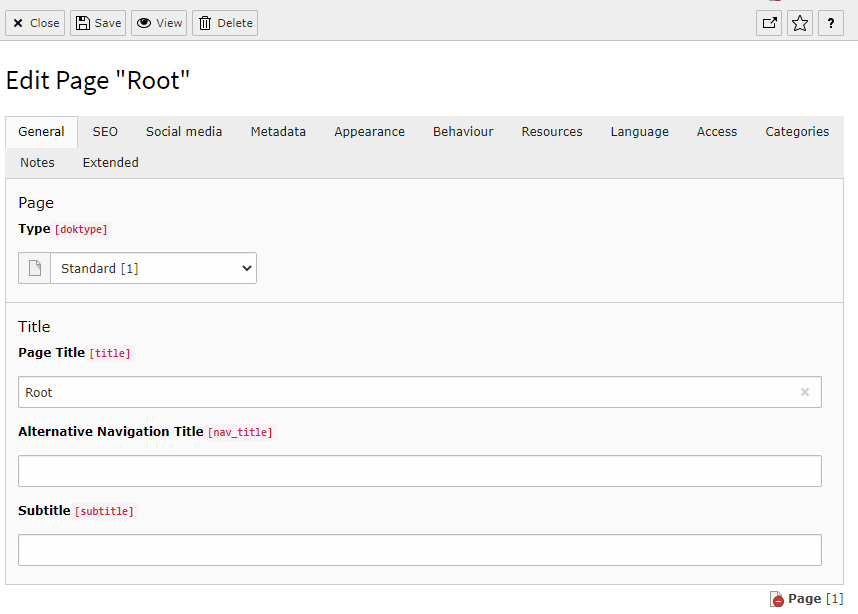 Close Save View Delete ?
Edit Page "Root"
General SEO Social media Metadata Appearance Behaviour Resources Language Access Categories
Notes Extended
Page
Type [doktype]
Standard [1]
Title
Page Title [title]
Root
Alternative Navigation Title [nav_title]
Subtitle [subtitle]
Page [1]